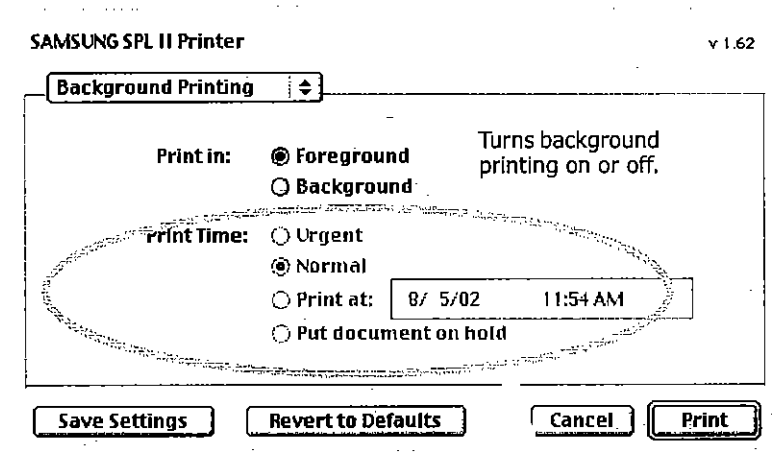 SAMSUNG SPL II Printer v 1.62
Background Printing
Print in: Foreground
Background
Turns background
printing on or off.
Print Time: Urgent
Normal
Print at: 8/ 5/02 11:54 AM
Put document on hold
Save Settings Revert to Defaults Cancel Print